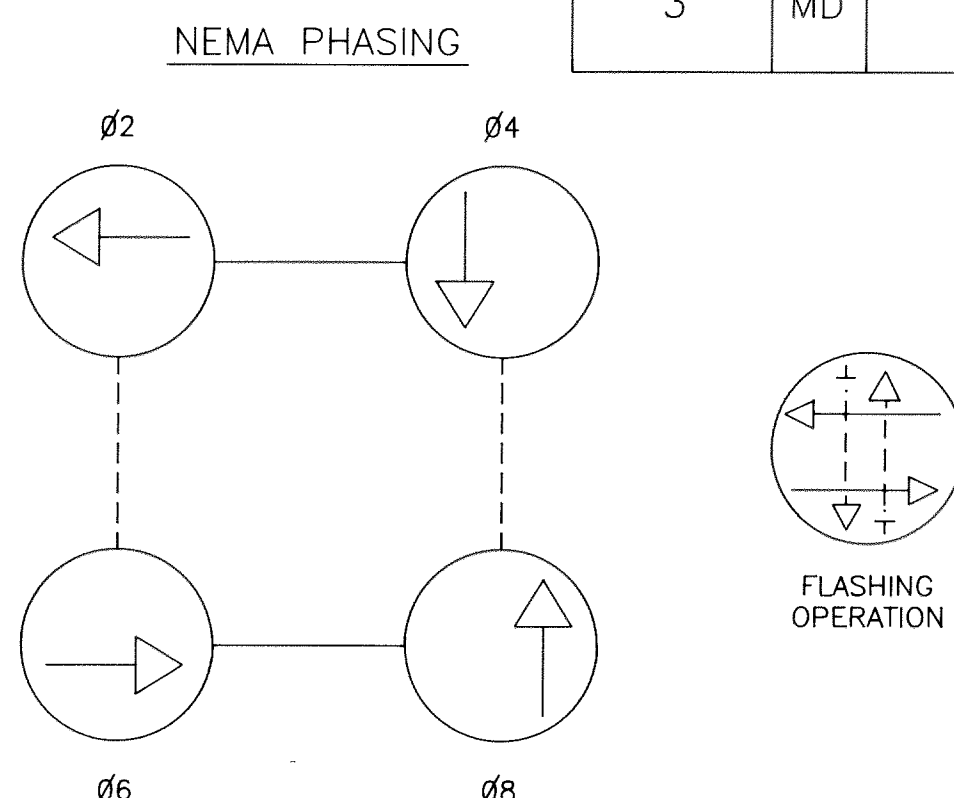 3 MD
NEMA PHASING
Ø2 Ø4
FLASHING
OPERATION
Ø6 Ø8